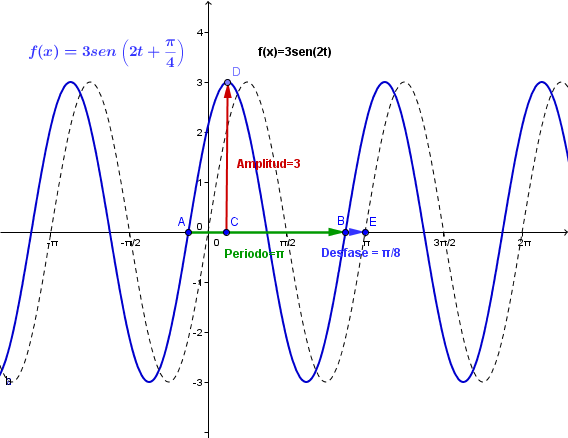 f(x) = 3sen(2t + π/4)
f(x)=3sen(2t)
4
3
D
2
Amplitud=3
1
A
C
B
E
0
-π
-π/2
0
π/2
π
3π/2
2π
Periodo=π
Desfase = π/8
-1
-2
-3
b